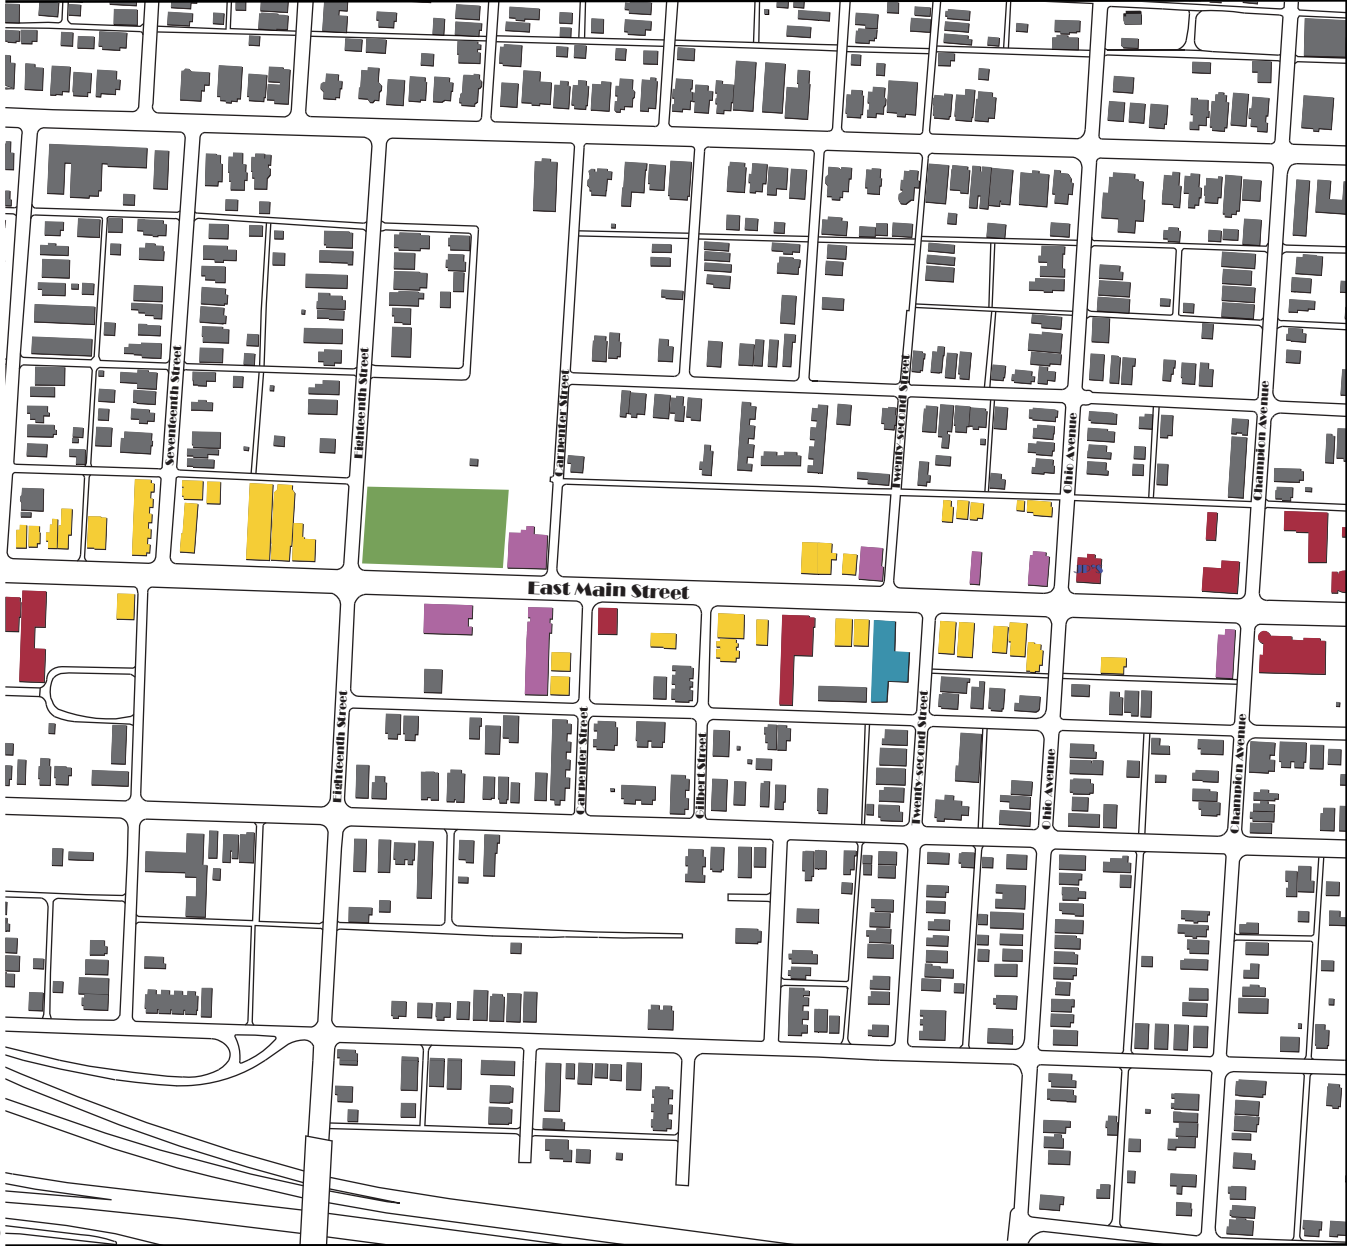 Seventeenth Street
Eighteenth Street
Carpenter Street
Twenty-second Street
Ohio Avenue
Champion Avenue
East Main Street
Eighteenth Street
Carpenter Street
Gilbert Street
Twenty-second Street
Ohio Avenue
Champion Avenue